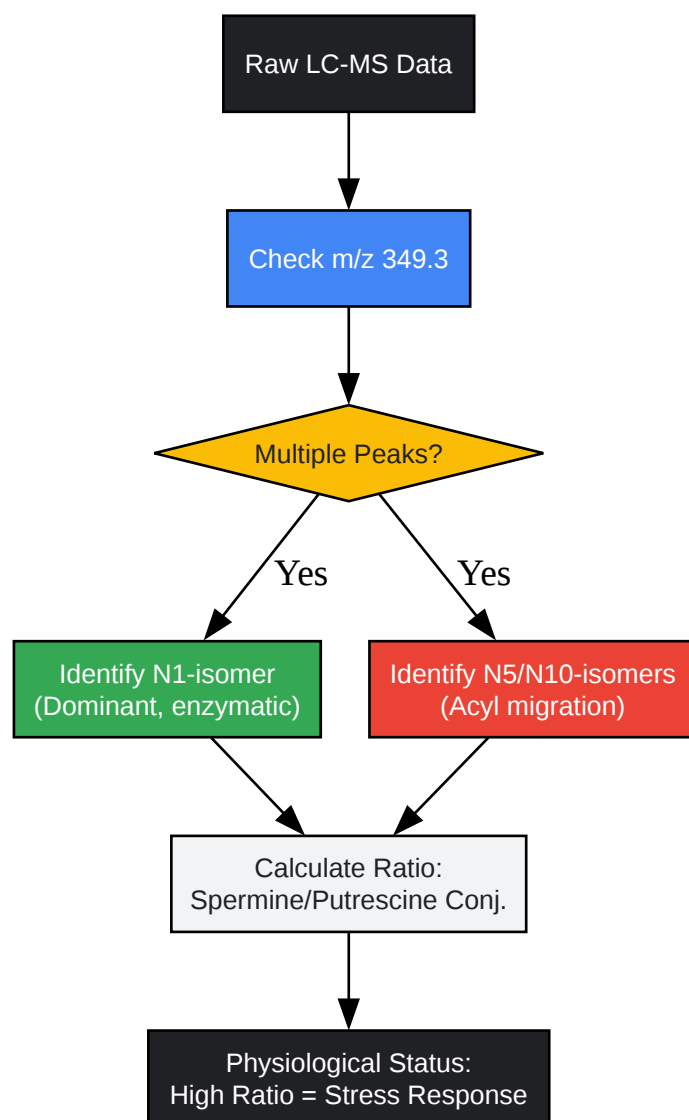 Raw LC-MS Data
Check m/z 349.3
Multiple Peaks?
Yes
Yes
Identify N1-isomer
(Dominant, enzymatic)
Identify N5/N10-isomers
(Acyl migration)
Calculate Ratio:
Spermine/Putrescine Conj.
Physiological Status:
High Ratio = Stress Response